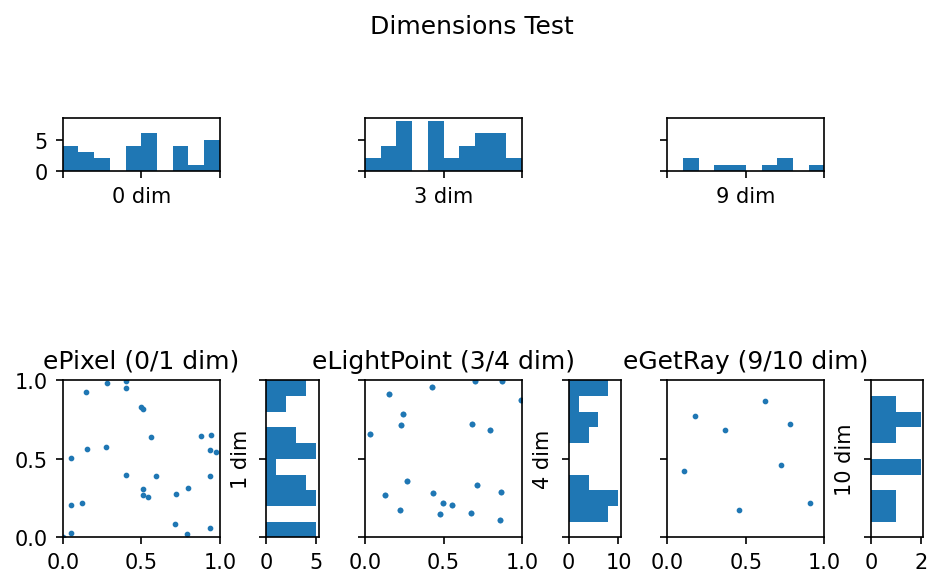 Dimensions Test
5
0
0 dim
3 dim
9 dim
ePixel (0/1 dim)
eLightPoint (3/4 dim)
eGetRay (9/10 dim)
1.0
0.5
0.0
1 dim
4 dim
10 dim
0.0 0.5 1.0
0 5
0.0 0.5 1.0
0 10
0.0 0.5 1.0
0 2